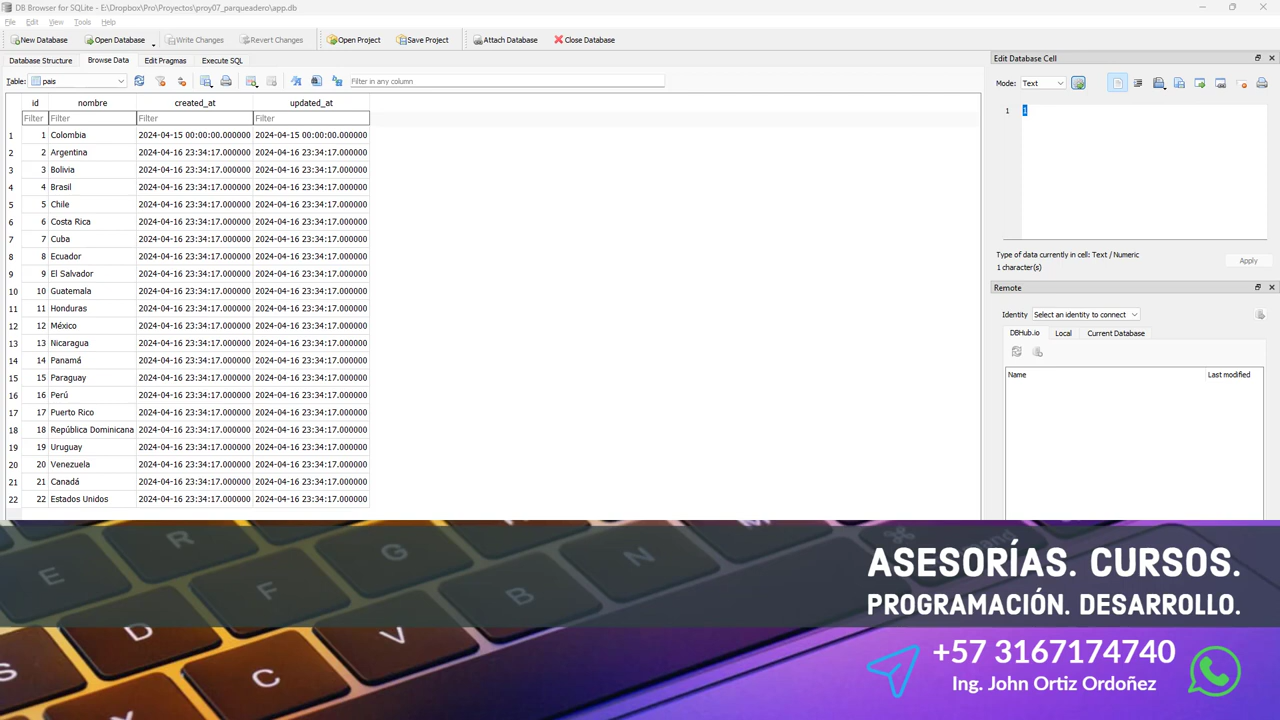 DB Browser for SQLite - E:\Dropbox\Pro\Proyectos\proy07_parqueadero\app.db
File Edit View Tools Help
New Database Open Database Write Changes Revert Changes Open Project Save Project Attach Database Close Database
Database Structure Browse Data Edit Pragmas Execute SQL
Table: pais Filter in any column
id nombre created_at updated_at
Filter Filter Filter Filter
1 1 Colombia 2024-04-15 00:00:00.000000 2024-04-15 00:00:00.000000
2 2 Argentina 2024-04-16 23:34:17.000000 2024-04-16 23:34:17.000000
3 3 Bolivia 2024-04-16 23:34:17.000000 2024-04-16 23:34:17.000000
4 4 Brasil 2024-04-16 23:34:17.000000 2024-04-16 23:34:17.000000
5 5 Chile 2024-04-16 23:34:17.000000 2024-04-16 23:34:17.000000
6 6 Costa Rica 2024-04-16 23:34:17.000000 2024-04-16 23:34:17.000000
7 7 Cuba 2024-04-16 23:34:17.000000 2024-04-16 23:34:17.000000
8 8 Ecuador 2024-04-16 23:34:17.000000 2024-04-16 23:34:17.000000
9 9 El Salvador 2024-04-16 23:34:17.000000 2024-04-16 23:34:17.000000
10 10 Guatemala 2024-04-16 23:34:17.000000 2024-04-16 23:34:17.000000
11 11 Honduras 2024-04-16 23:34:17.000000 2024-04-16 23:34:17.000000
12 12 México 2024-04-16 23:34:17.000000 2024-04-16 23:34:17.000000
13 13 Nicaragua 2024-04-16 23:34:17.000000 2024-04-16 23:34:17.000000
14 14 Panamá 2024-04-16 23:34:17.000000 2024-04-16 23:34:17.000000
15 15 Paraguay 2024-04-16 23:34:17.000000 2024-04-16 23:34:17.000000
16 16 Perú 2024-04-16 23:34:17.000000 2024-04-16 23:34:17.000000
17 17 Puerto Rico 2024-04-16 23:34:17.000000 2024-04-16 23:34:17.000000
18 18 República Dominicana 2024-04-16 23:34:17.000000 2024-04-16 23:34:17.000000
19 19 Uruguay 2024-04-16 23:34:17.000000 2024-04-16 23:34:17.000000
20 20 Venezuela 2024-04-16 23:34:17.000000 2024-04-16 23:34:17.000000
21 21 Canadá 2024-04-16 23:34:17.000000 2024-04-16 23:34:17.000000
22 22 Estados Unidos 2024-04-16 23:34:17.000000 2024-04-16 23:34:17.000000
Edit Database Cell
Mode: Text
1 1
Type of data currently in cell: Text / Numeric
1 character(s)
Apply
Remote
Identity Select an identity to connect
DBHub.io Local Current Database
Name Last modified
E R F G B N
D C V S
ASESORÍAS. CURSOS.
PROGRAMACIÓN. DESARROLLO.
+57 3167174740
Ing. John Ortiz Ordoñez